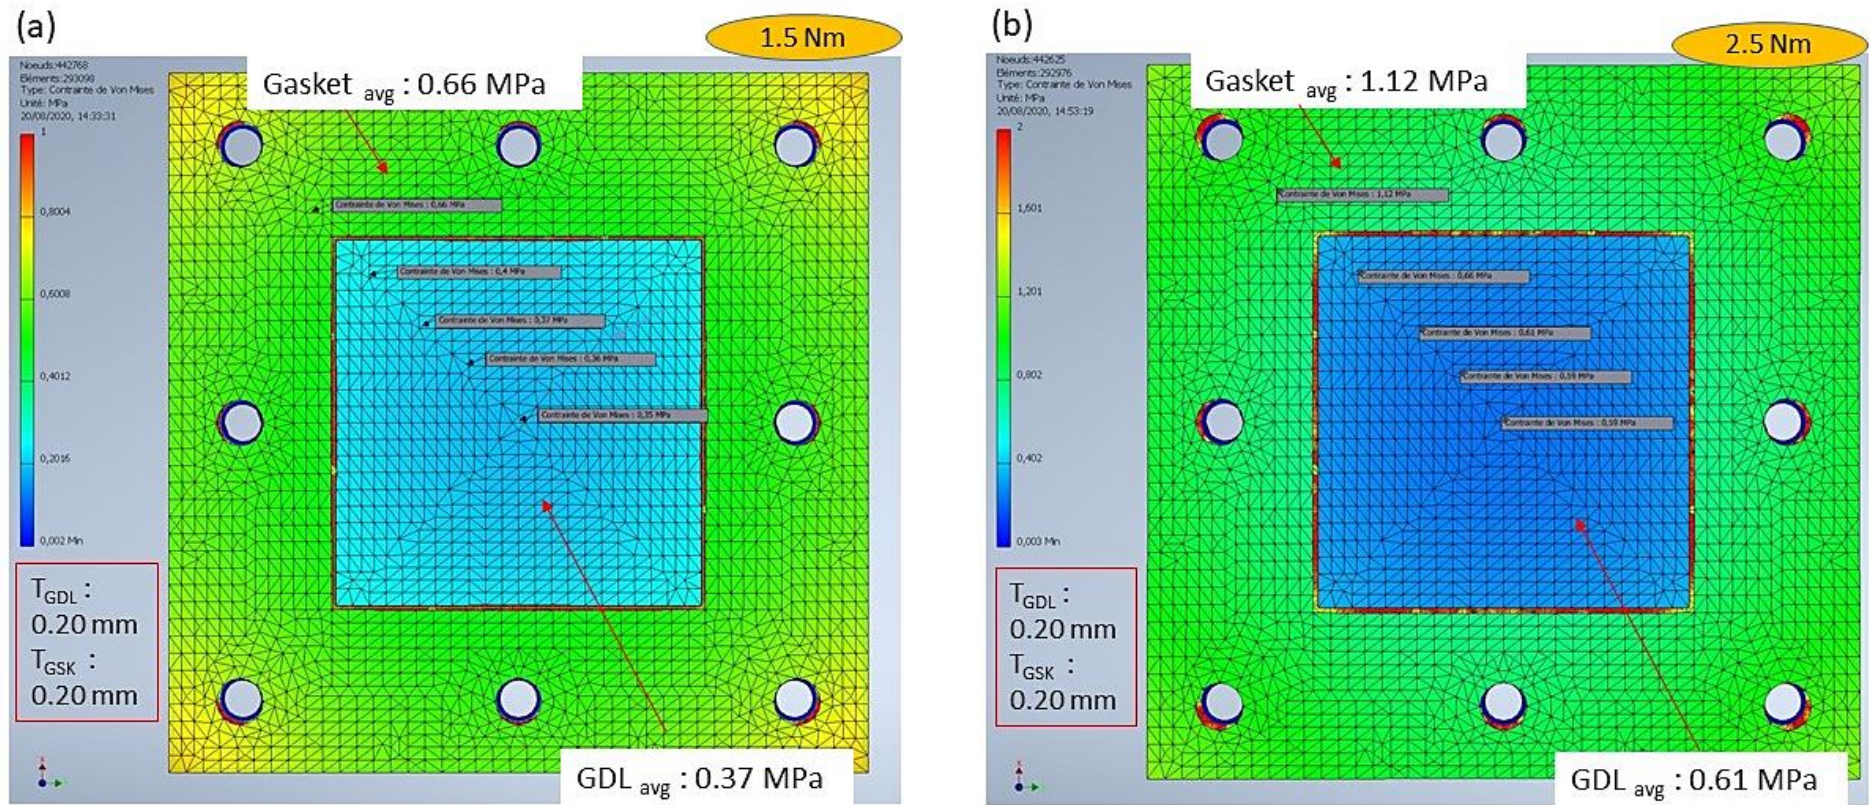 (a)
1.5 Nm
Noeuds:442768
Eléments:293098
Type: Contrainte de Von Mises
Unité: MPa
20/08/2020, 14:33:31
Gasket avg : 0.66 MPa
1
0,8004
0,6008
0,4012
0,2016
0,002 Min
Contrainte de Von Mises : 0,66 MPa
Contrainte de Von Mises : 0,4 MPa
Contrainte de Von Mises : 0,37 MPa
Contrainte de Von Mises : 0,36 MPa
Contrainte de Von Mises : 0,35 MPa
TGDL :
0.20 mm
TGSK :
0.20 mm
GDL avg : 0.37 MPa
x
(b)
2.5 Nm
Noeuds:442625
Eléments:292976
Type: Contrainte de Von Mises
Unité: MPa
20/08/2020, 14:53:19
Gasket avg : 1.12 MPa
2
1,601
1,201
0,802
0,402
0,003 Min
Contrainte de Von Mises : 1,12 MPa
Contrainte de Von Mises : 0,66 MPa
Contrainte de Von Mises : 0,61 MPa
Contrainte de Von Mises : 0,59 MPa
Contrainte de Von Mises : 0,59 MPa
TGDL :
0.20 mm
TGSK :
0.20 mm
GDL avg : 0.61 MPa
x